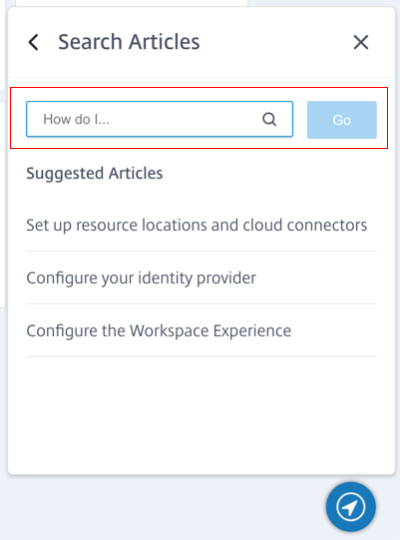 Search Articles
How do I...
Go
Suggested Articles
Set up resource locations and cloud connectors
Configure your identity provider
Configure the Workspace Experience